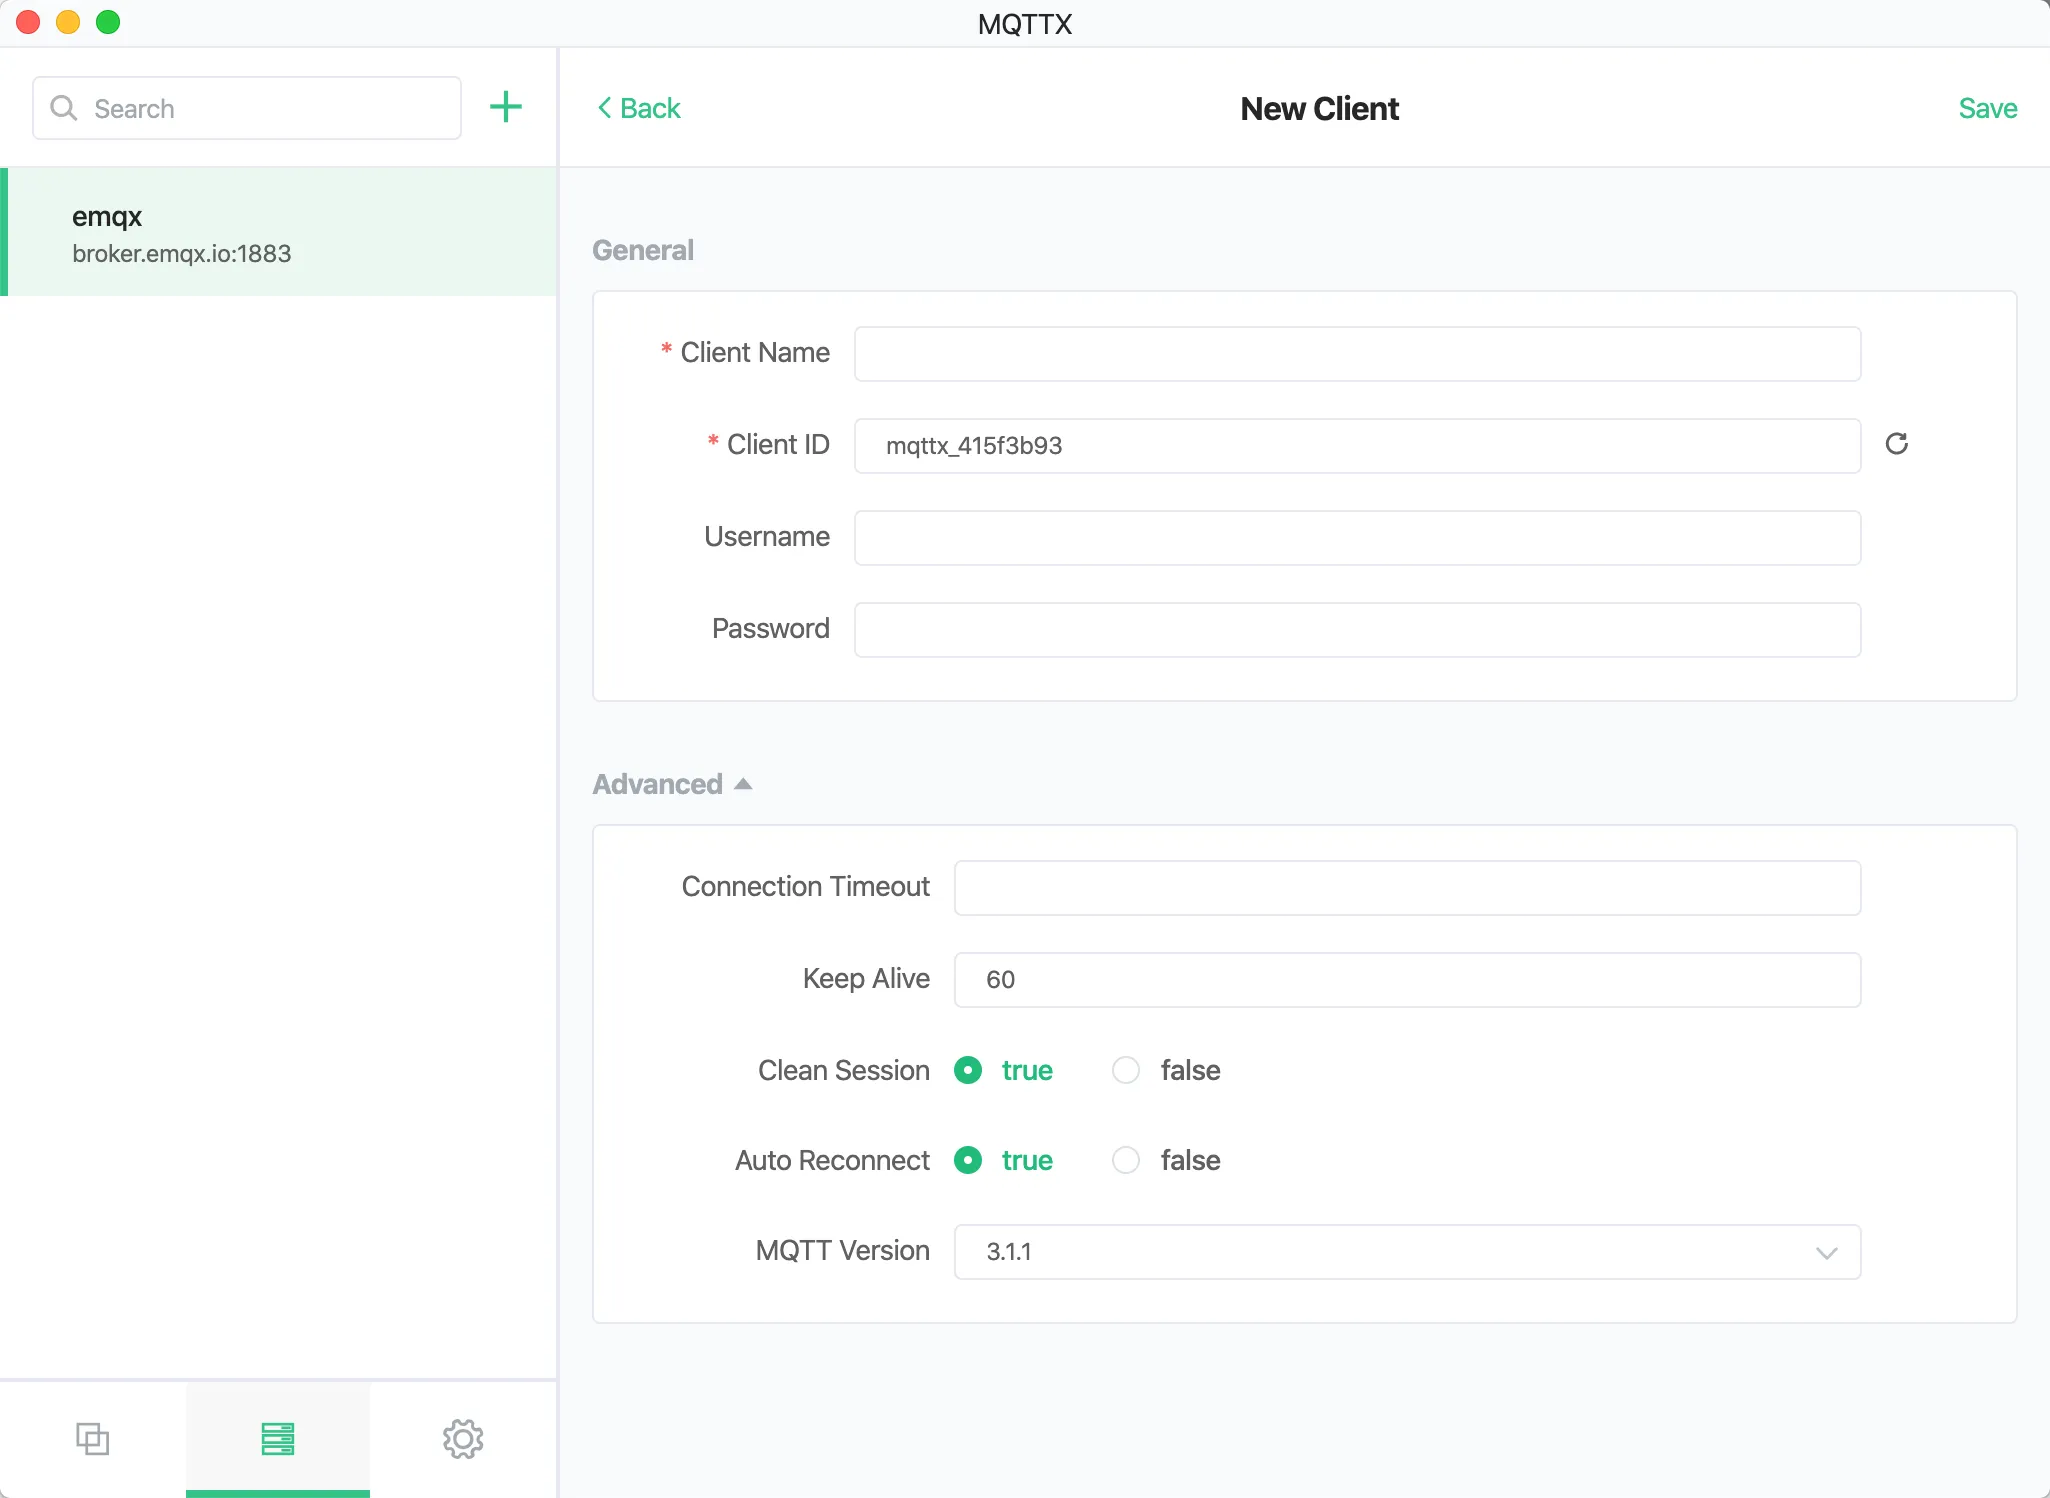 MQTTX
Search
emqx
broker.emqx.io:1883
Back
New Client
Save
General
* Client Name
* Client ID mqttx_415f3b93
Username
Password
Advanced
Connection Timeout
Keep Alive 60
Clean Session true false
Auto Reconnect true false
MQTT Version 3.1.1